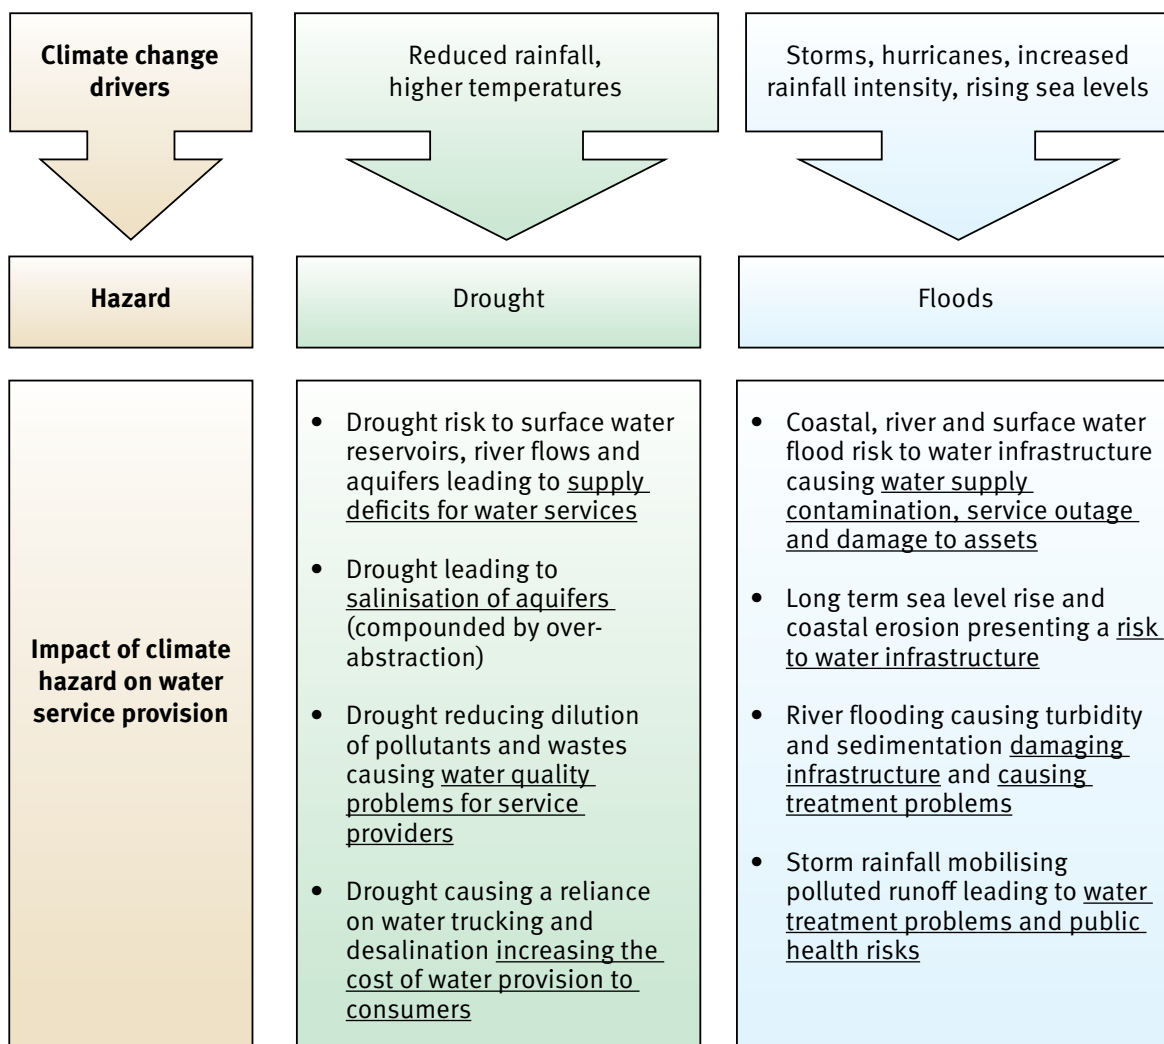 Climate change
drivers
Reduced rainfall,
higher temperatures
Storms, hurricanes, increased
rainfall intensity, rising sea levels
Hazard
Drought
Floods
Impact of climate
hazard on water
service provision
• Drought risk to surface water
reservoirs, river flows and
aquifers leading to supply
deficits for water services
• Drought leading to
salinisation of aquifers
(compounded by over-
abstraction)
• Drought reducing dilution
of pollutants and wastes
causing water quality
problems for service
providers
• Drought causing a reliance
on water trucking and
desalination increasing the
cost of water provision to
consumers
• Coastal, river and surface water
flood risk to water infrastructure
causing water supply
contamination, service outage
and damage to assets
• Long term sea level rise and
coastal erosion presenting a risk
to water infrastructure
• River flooding causing turbidity
and sedimentation damaging
infrastructure and causing
treatment problems
• Storm rainfall mobilising
polluted runoff leading to water
treatment problems and public
health risks